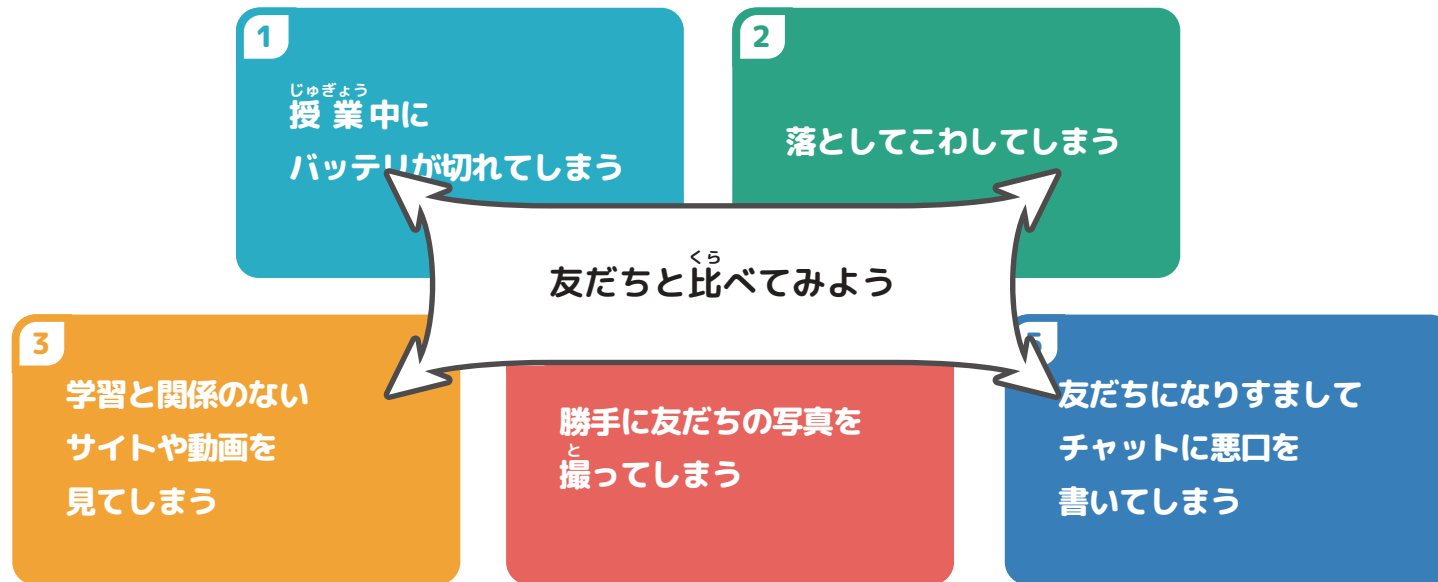 1
授業中に
じゅぎょう
バッテリが切れてしまう
2
落としてこわしてしまう
友だちと比べてみよう
くら
3
学習と関係のない
サイトや動画を
見てしまう
勝手に友だちの写真を
撮ってしまう
と
5
友だちになりすまして
チャットに悪口を
書いてしまう